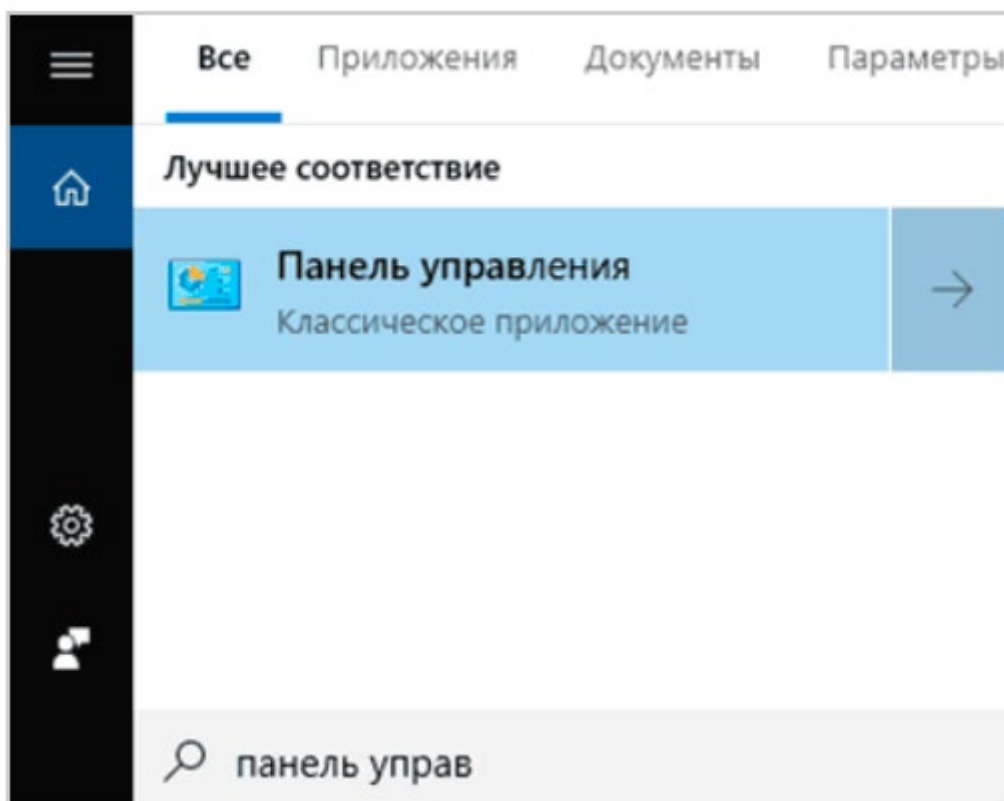 Все Приложения Документы Параметры
Лучшее соответствие
Панель управления
Классическое приложение
панель управ